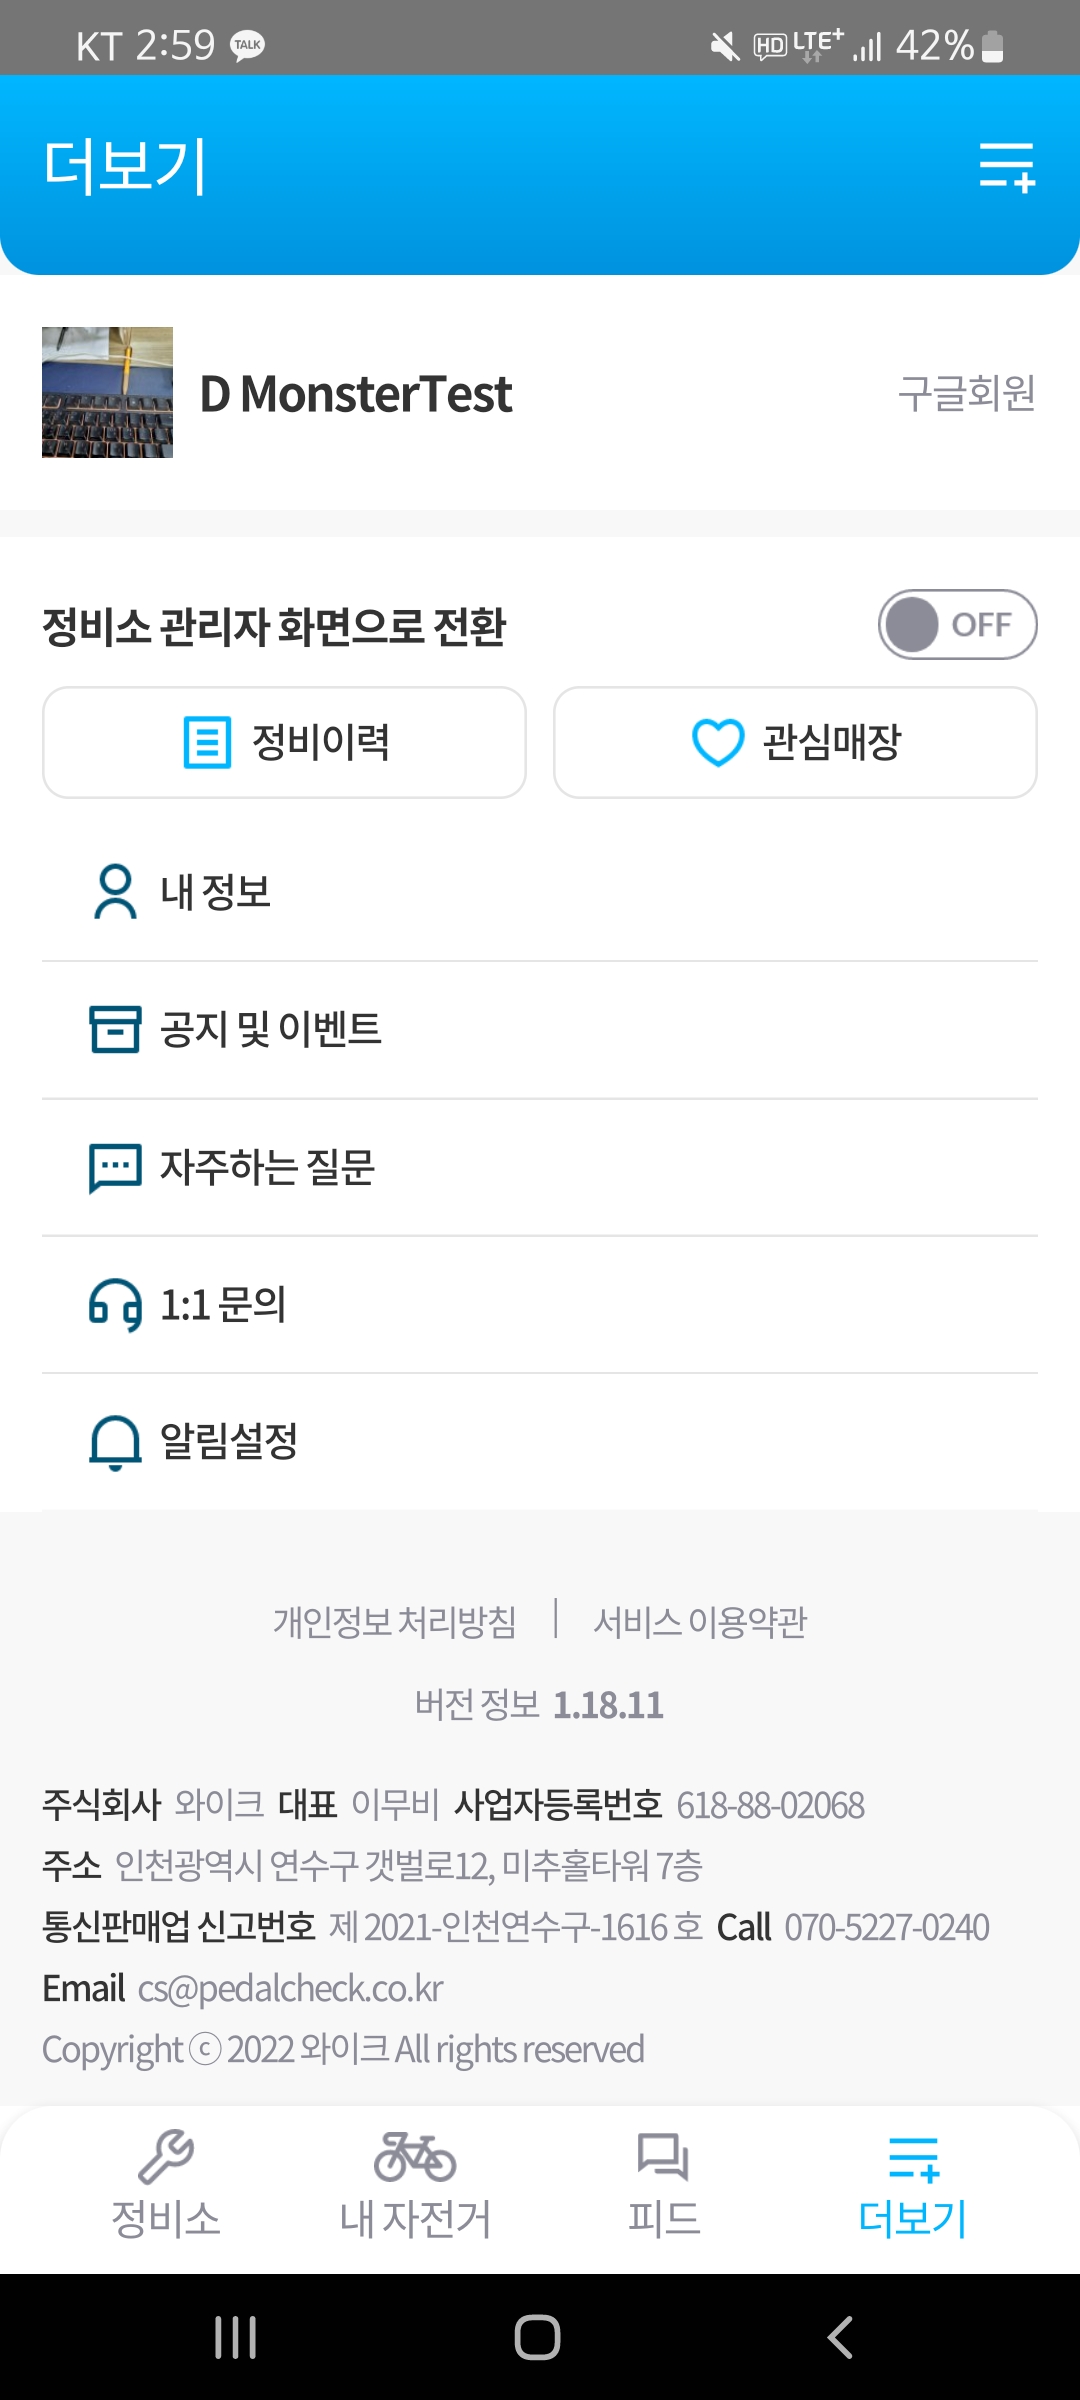 KT 2:59 TALK HD LTE+ 42%
더보기
D MonsterTest 구글회원
정비소 관리자 화면으로 전환 OFF
정비이력 관심매장
내 정보
공지 및 이벤트
자주하는 질문
1:1 문의
알림설정
개인정보 처리방침 | 서비스 이용약관
버전 정보 1.18.11
주식회사 와이크 대표 이무비 사업자등록번호 618-88-02068
주소 인천광역시 연수구 갯벌로12, 미추홀타워 7층
통신판매업 신고번호 제 2021-인천연수구-1616 호 Call 070-5227-0240
Email cs@pedalcheck.co.kr
Copyright ⓒ 2022 와이크 All rights reserved
정비소 내 자전거 피드 더보기